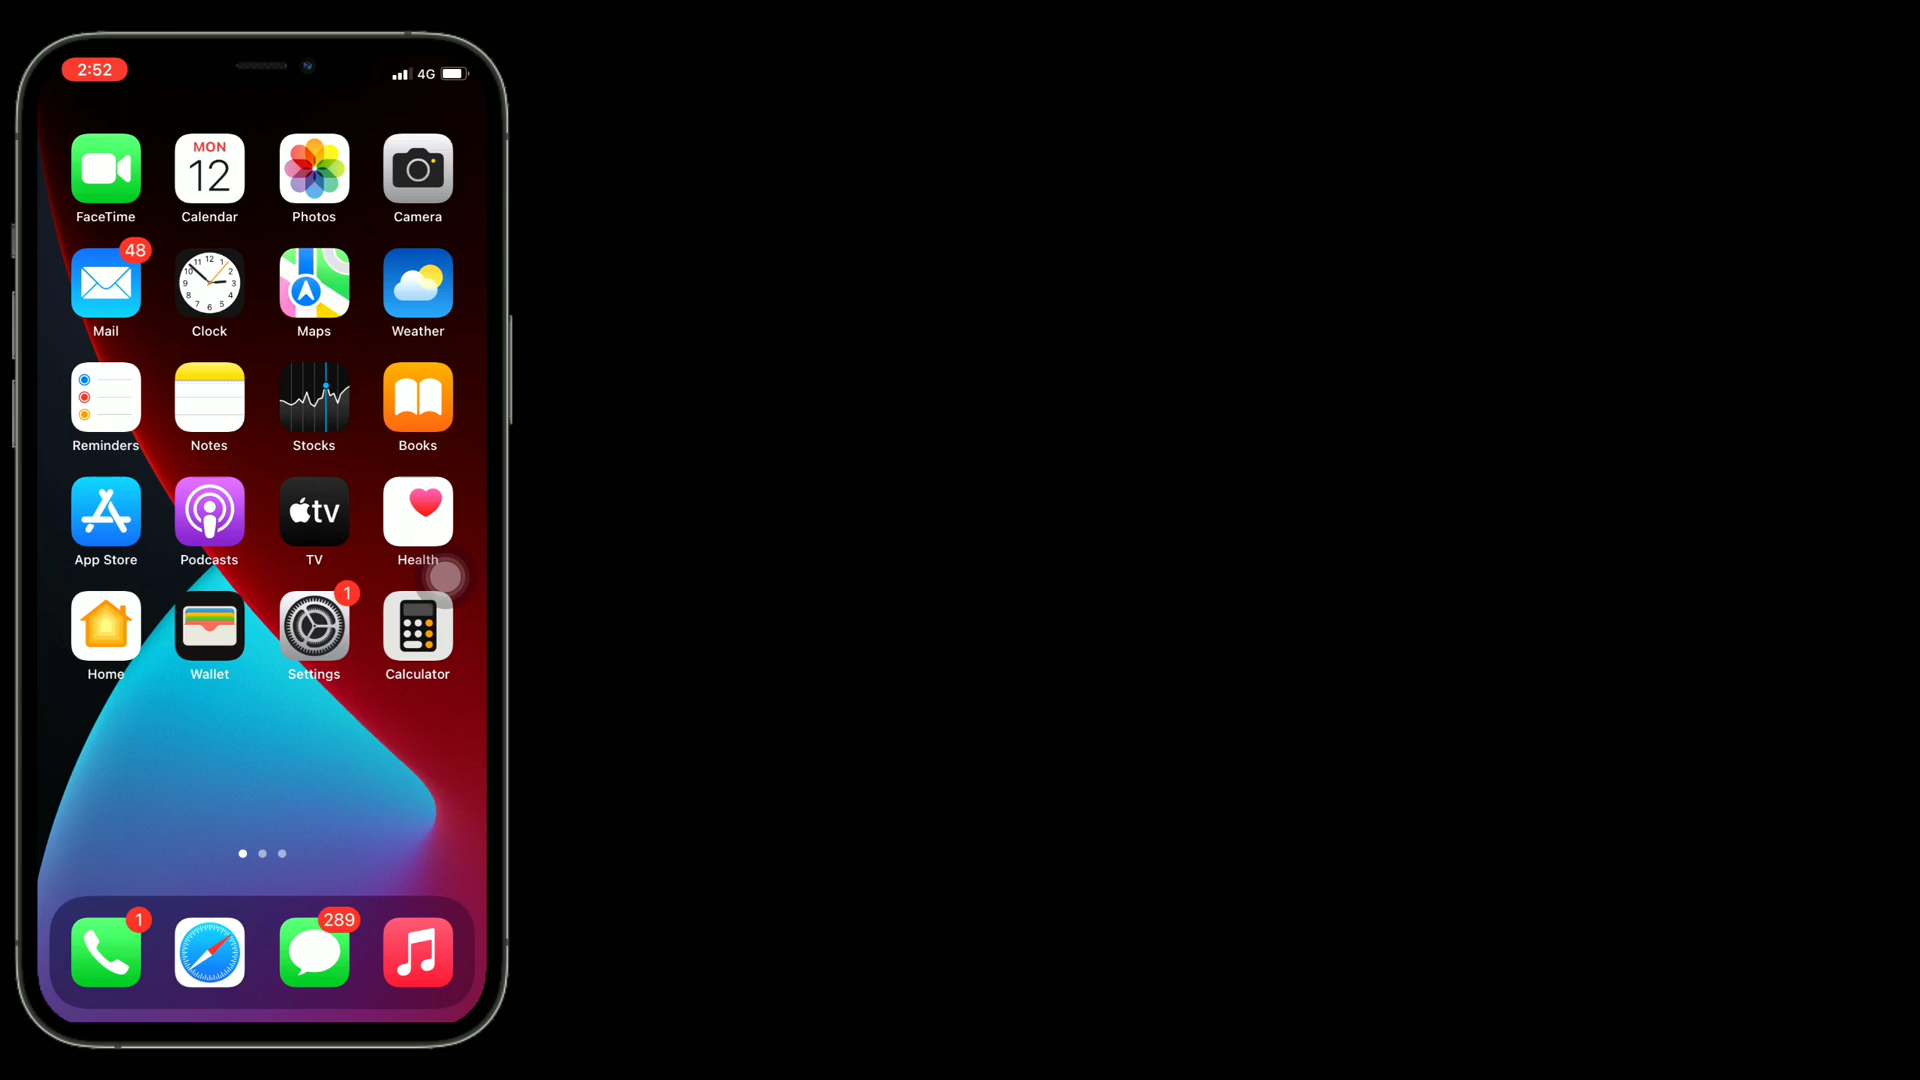 2:52
4G
MON
12
FaceTime
Calendar
Photos
Camera
48
Mail
Clock
Maps
Weather
Reminders
Notes
Stocks
Books
tv
App Store
Podcasts
TV
Health
1
Home
Wallet
Settings
Calculator
1
289